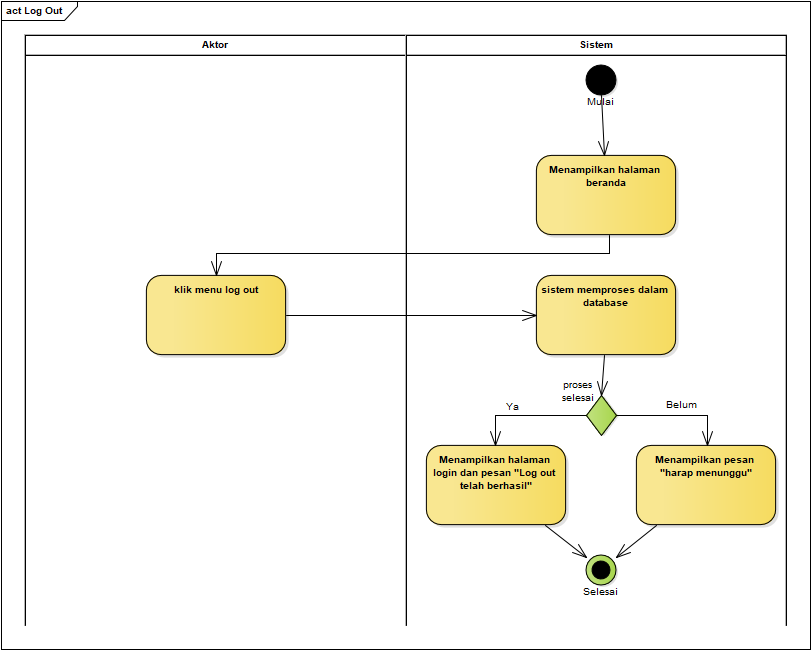 act Log Out
Aktor
Sistem
Mulai
Menampilkan halaman
beranda
klik menu log out
sistem memproses dalam
database
proses
selesai
Ya
Belum
Menampilkan halaman
login dan pesan "Log out
telah berhasil"
Menampilkan pesan
"harap menunggu"
Selesai